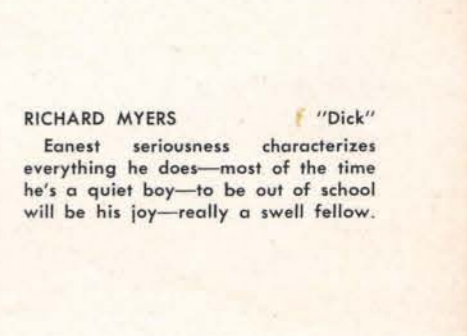 RICHARD MYERS "Dick"
Eanest seriousness characterizes
everything he does—most of the time
he's a quiet boy—to be out of school
will be his joy—really a swell fellow.